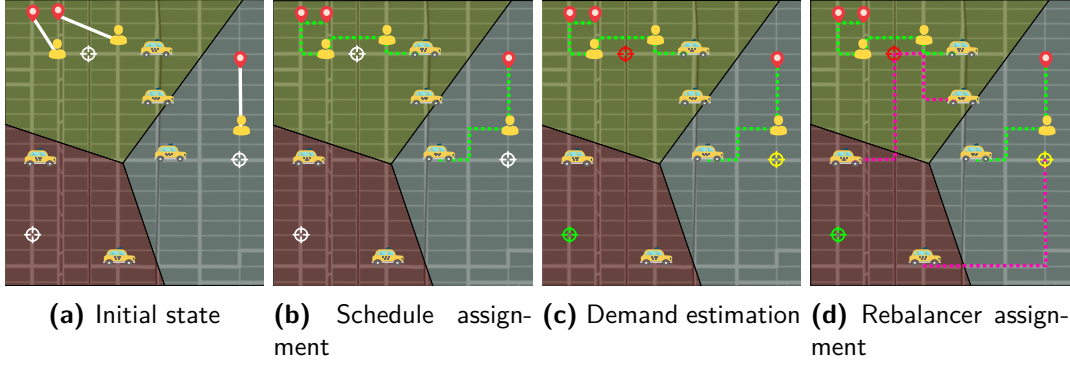 (a) Initial state
(b) Schedule assign-
ment
(c) Demand estimation
(d) Rebalancer assign-
ment